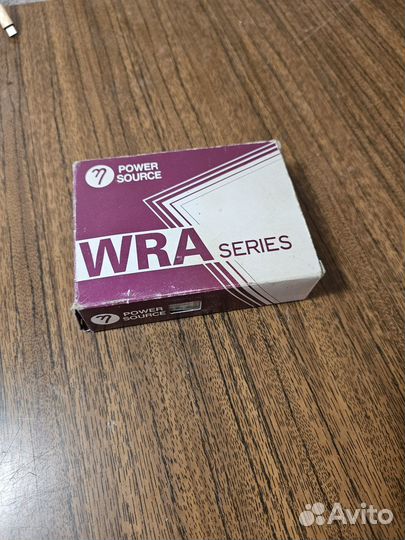 η POWER
SOURCE
WRA SERIES
η POWER
SOURCE
Avito